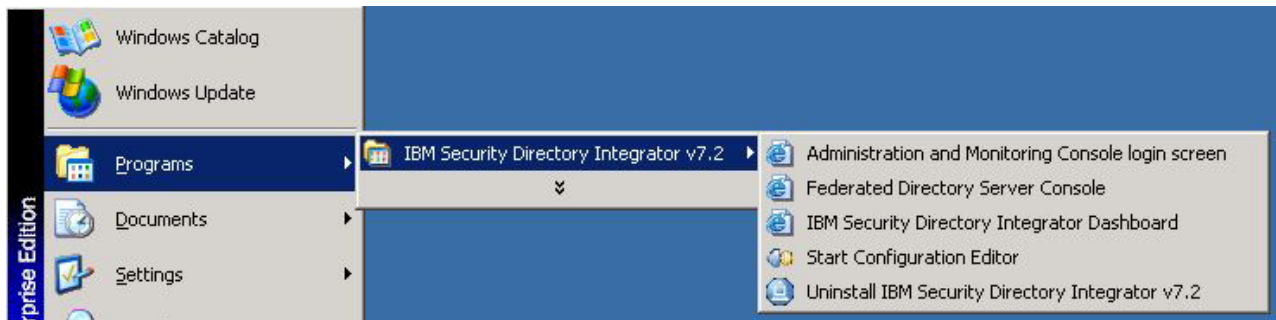 Windows Catalog
Windows Update
Programs
Documents
Settings
prise Edition
IBM Security Directory Integrator v7.2
Administration and Monitoring Console login screen
Federated Directory Server Console
IBM Security Directory Integrator Dashboard
Start Configuration Editor
Uninstall IBM Security Directory Integrator v7.2